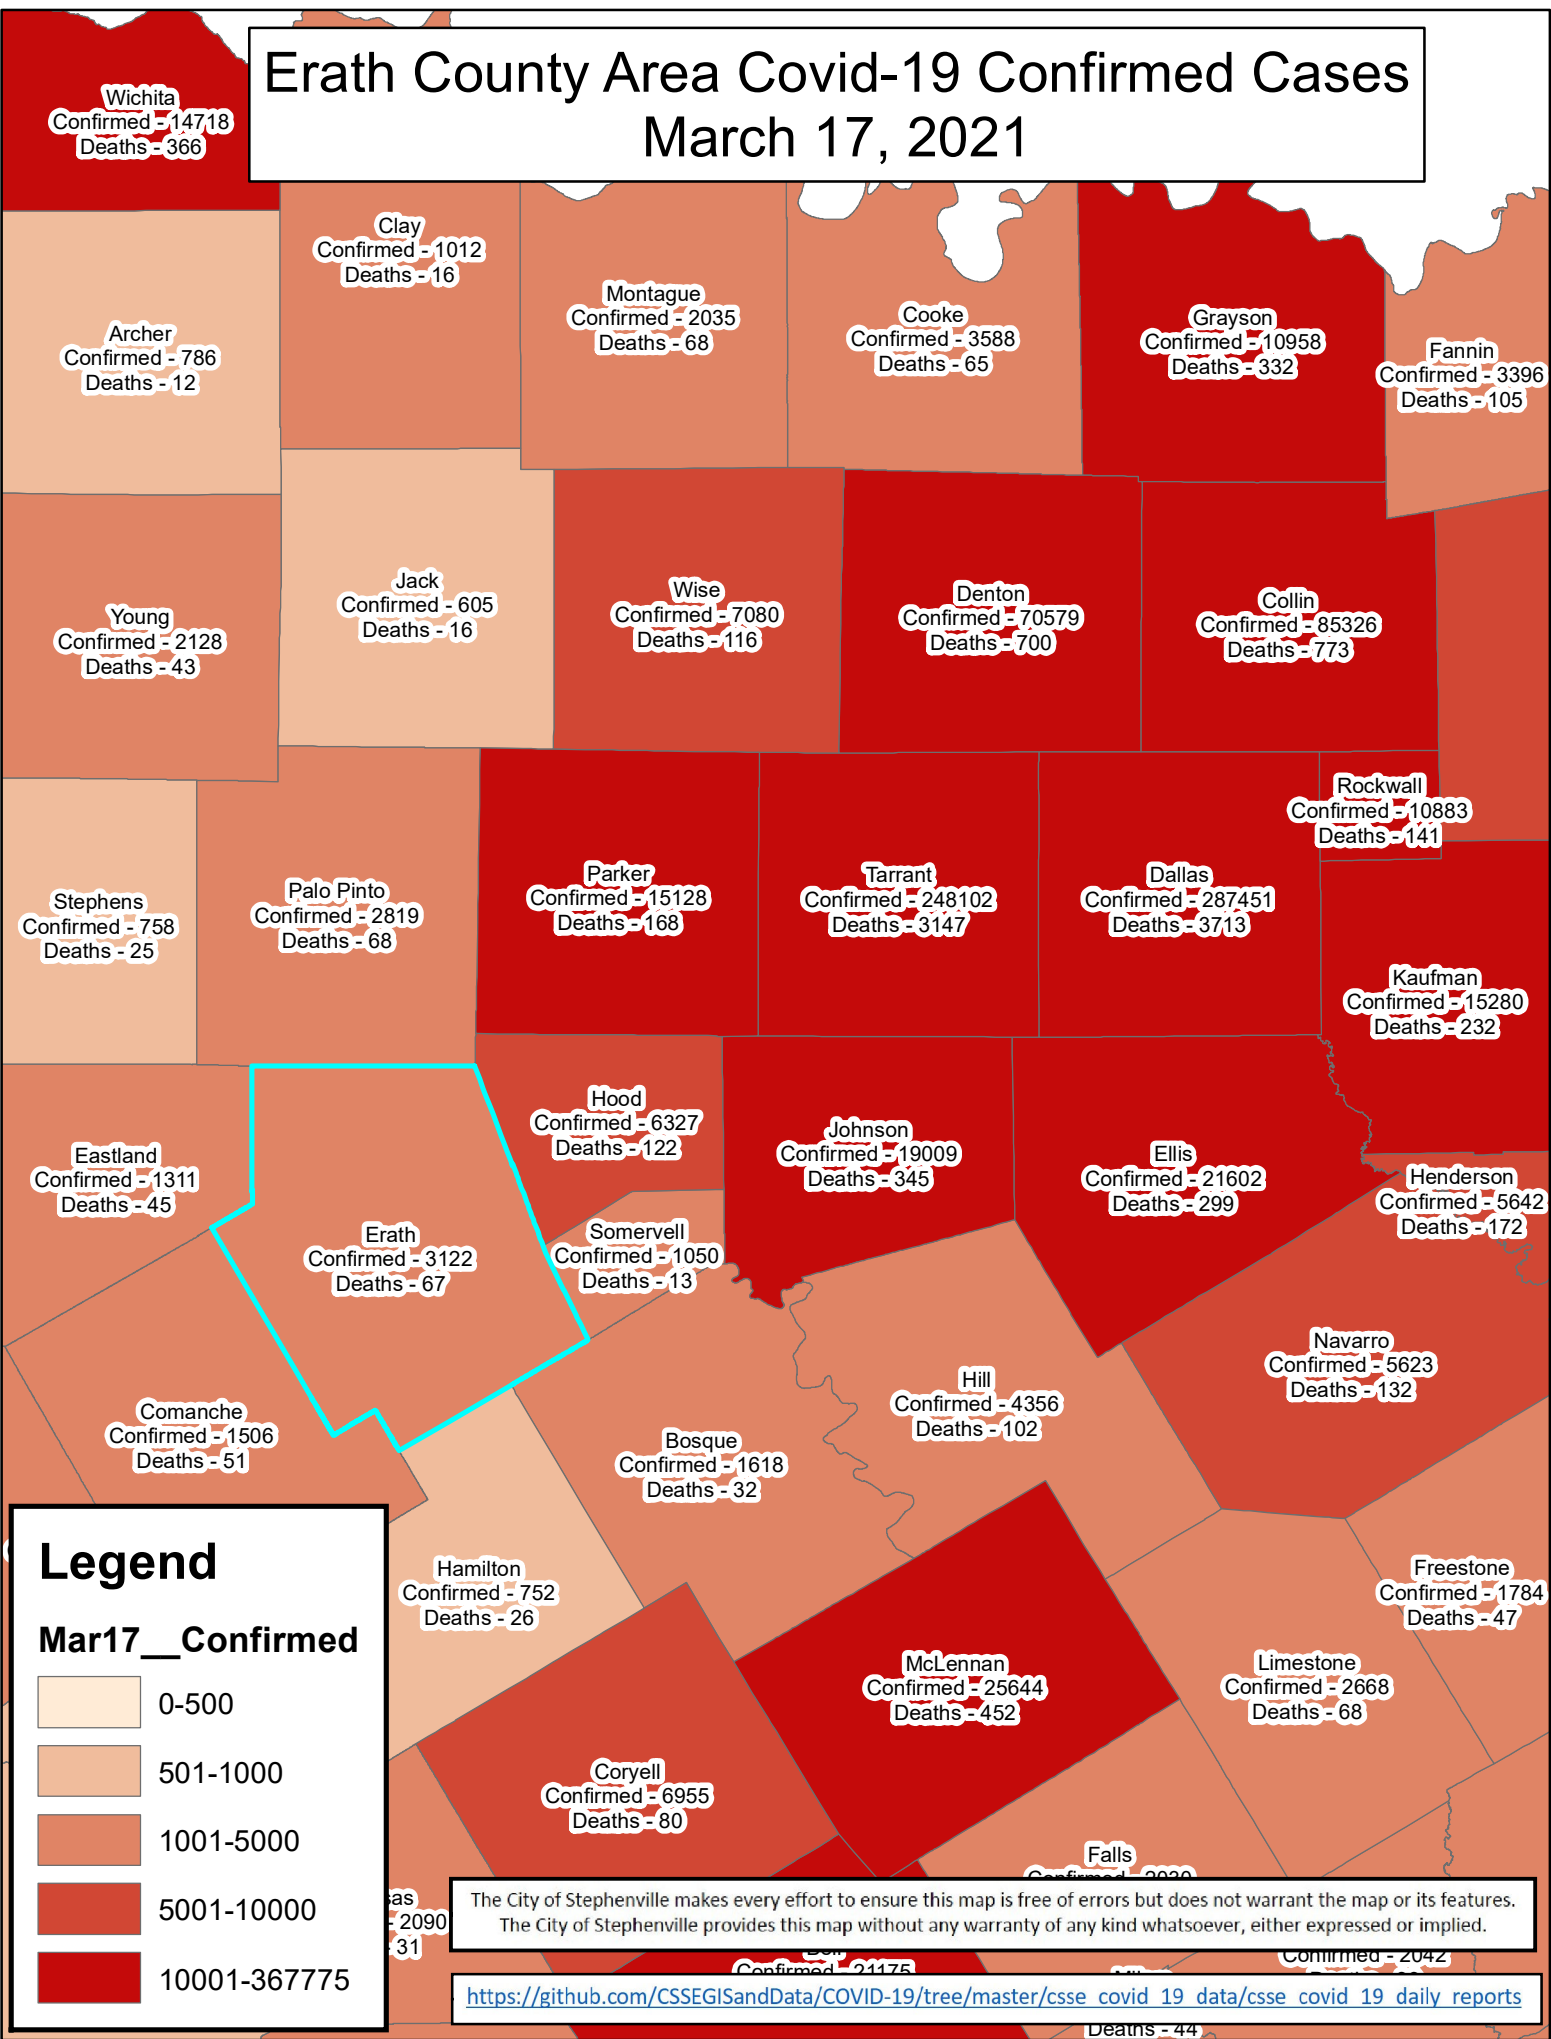 Erath County Area Covid-19 Confirmed Cases
March 17, 2021
Wichita
Confirmed - 14718
Deaths - 366
Clay
Confirmed - 1012
Deaths - 16
Montague
Confirmed - 2035
Deaths - 68
Cooke
Confirmed - 3588
Deaths - 65
Grayson
Confirmed - 10958
Deaths - 332
Fannin
Confirmed - 3396
Deaths - 105
Archer
Confirmed - 786
Deaths - 12
Young
Confirmed - 2128
Deaths - 43
Jack
Confirmed - 605
Deaths - 16
Wise
Confirmed - 7080
Deaths - 116
Denton
Confirmed - 70579
Deaths - 700
Collin
Confirmed - 85326
Deaths - 773
Rockwall
Confirmed - 10883
Deaths - 141
Stephens
Confirmed - 758
Deaths - 25
Palo Pinto
Confirmed - 2819
Deaths - 68
Parker
Confirmed - 15128
Deaths - 168
Tarrant
Confirmed - 248102
Deaths - 3147
Dallas
Confirmed - 287451
Deaths - 3713
Kaufman
Confirmed - 15280
Deaths - 232
Eastland
Confirmed - 1311
Deaths - 45
Erath
Confirmed - 3122
Deaths - 67
Hood
Confirmed - 6327
Deaths - 122
Somervell
Confirmed - 1050
Deaths - 13
Johnson
Confirmed - 19009
Deaths - 345
Ellis
Confirmed - 21602
Deaths - 299
Henderson
Confirmed - 5642
Deaths - 172
Navarro
Confirmed - 5623
Deaths - 132
Comanche
Confirmed - 1506
Deaths - 51
Bosque
Confirmed - 1618
Deaths - 32
Hill
Confirmed - 4356
Deaths - 102
Hamilton
Confirmed - 752
Deaths - 26
Freestone
Confirmed - 1784
Deaths - 47
McLennan
Confirmed - 25644
Deaths - 452
Limestone
Confirmed - 2668
Deaths - 68
Coryell
Confirmed - 6955
Deaths - 80
Falls
sas
- 2090
- 31
Confirmed - 21175
Confirmed - 2042
Deaths - 44
Legend
Mar17__Confirmed
0-500
501-1000
1001-5000
5001-10000
10001-367775
The City of Stephenville makes every effort to ensure this map is free of errors but does not warrant the map or its features.
The City of Stephenville provides this map without any warranty of any kind whatsoever, either expressed or implied.
https://github.com/CSSEGISandData/COVID-19/tree/master/csse_covid_19_data/csse_covid_19_daily_reports